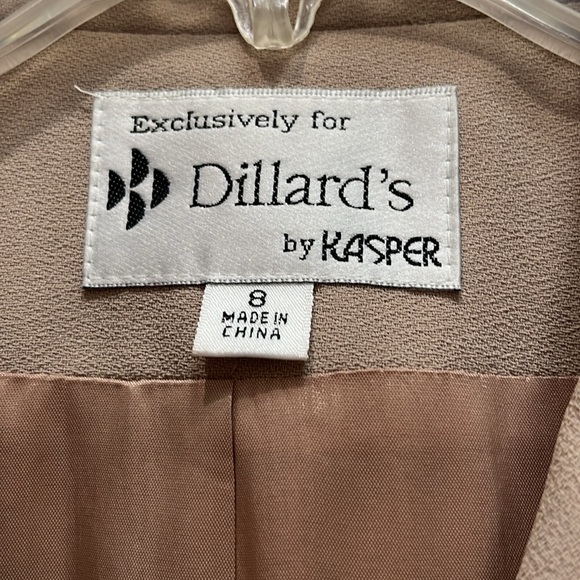 Exclusively for
Dillard's
by KASPER
8
MADE IN
CHINA